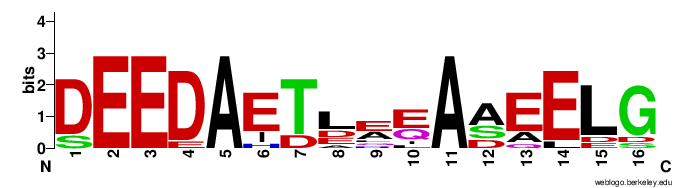 4
3
2
1
0
bits
DEEDAETLEEAAEELG
SEIDDEAQSALDD
N 1 2 3 4 5 6 7 8 9 10 11 12 13 14 15 16 C
weblogo.berkeley.edu